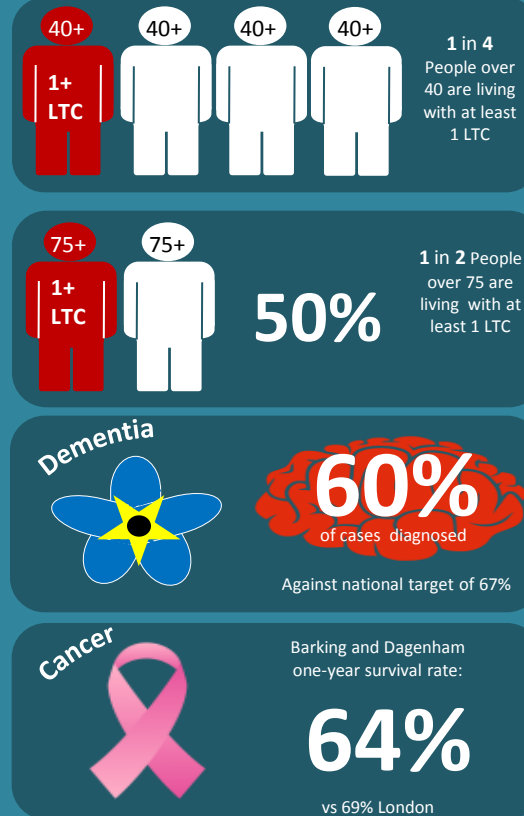 40+ 40+ 40+ 40+
1+
LTC
1 in 4
People over
40 are living
with at least
1 LTC
75+ 75+
1+
LTC
50%
1 in 2 People
over 75 are
living with at
least 1 LTC
Dementia
60%
of cases diagnosed
Against national target of 67%
Cancer
Barking and Dagenham
one-year survival rate:
64%
vs 69% London